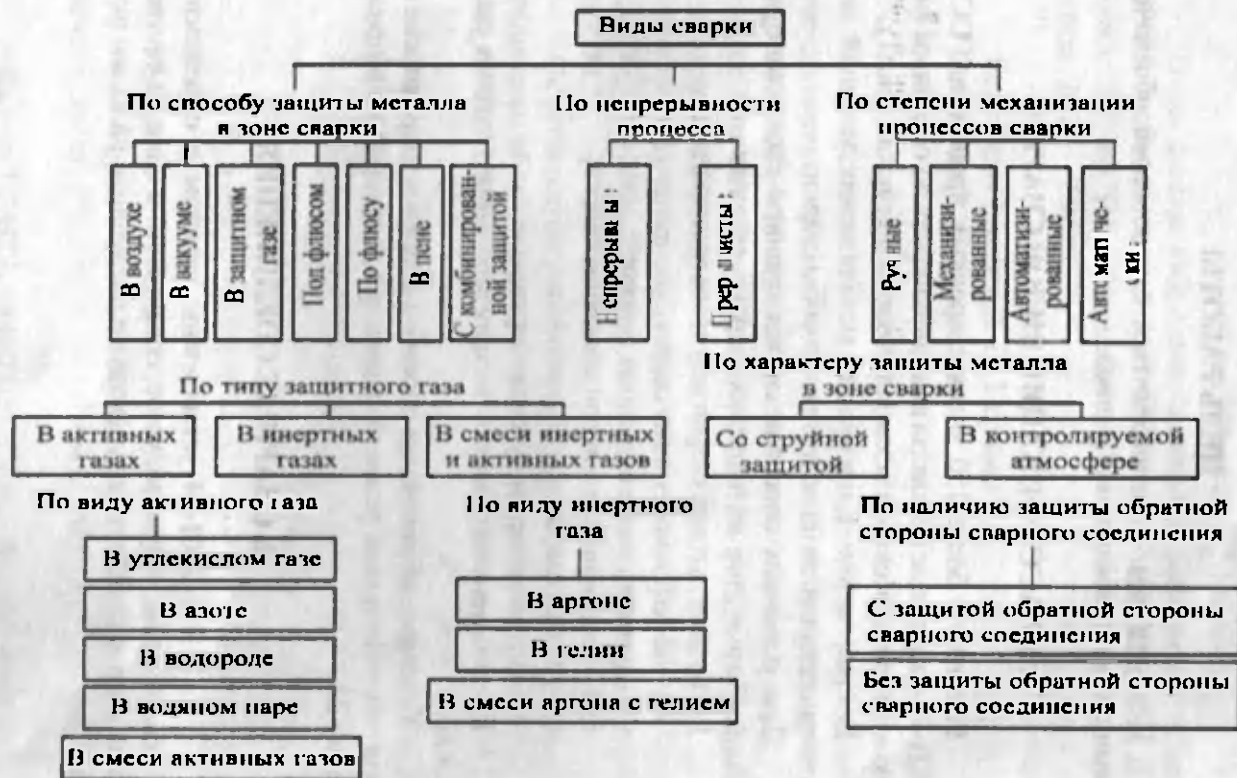 Виды сварки
По способу защиты металла
в зоне сварки
По непрерывности
процесса
По степени механизации
процессов сварки
В воздухе
В вакууме
В защитном
газе
Под флюсом
По флюсу
В пене
С комбинирован-
ной защитой
Ручные
Механизи-
рованные
Автоматизи-
рованные
По типу защитного газа
В активных
газах
В инертных
газах
В смеси инертных
и активных газов
По характеру защиты металла
в зоне сварки
Со струйной
защитой
В контролируемой
атмосфере
По виду активного газа
В углекислом газе
В азоте
В водороде
В водяном паре
В смеси активных газов
По виду инертного
газа
В аргоне
В гелии
В смеси аргона с гелием
По наличию защиты обратной
стороны сварного соединения
С защитой обратной стороны
сварного соединения
Без защиты обратной стороны
сварного соединения